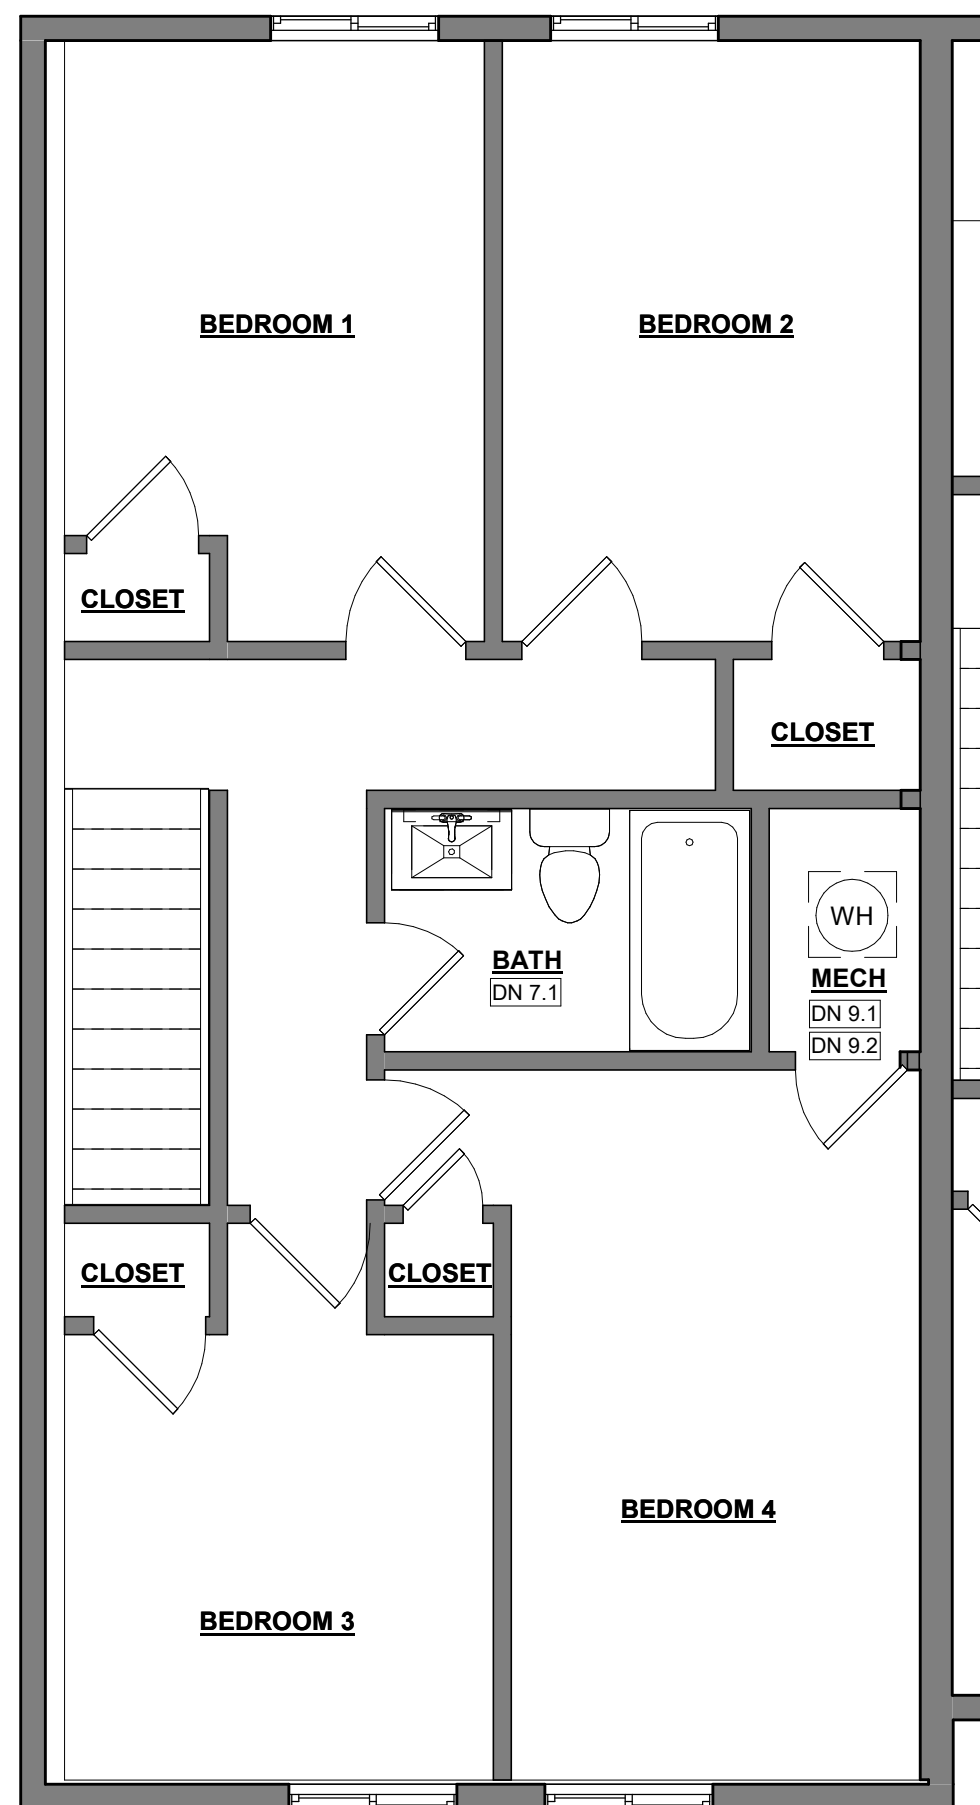 BEDROOM 1
BEDROOM 2
CLOSET
CLOSET
WH
BATH
DN 7.1
MECH
DN 9.1
DN 9.2
CLOSET
CLOSET
BEDROOM 4
BEDROOM 3